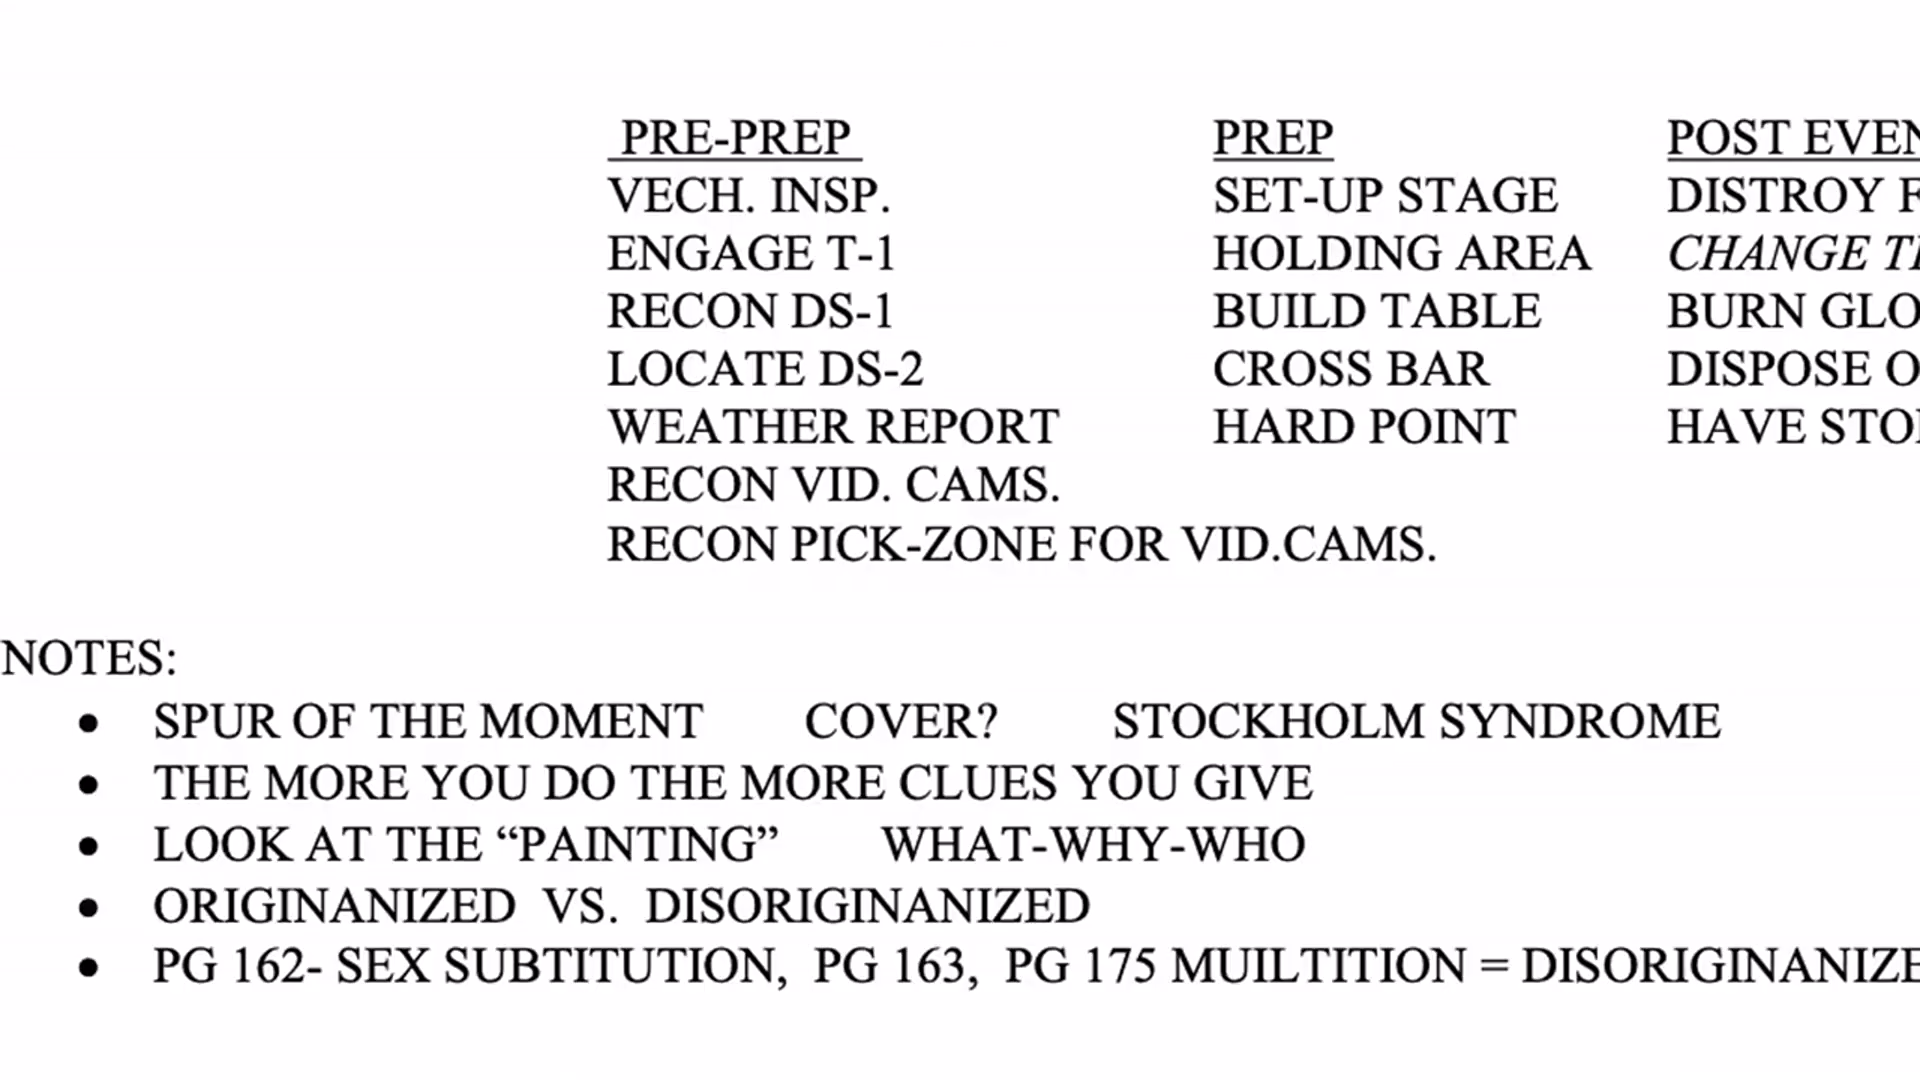 PRE-PREP PREP POST EVEN
VECH. INSP. SET-UP STAGE DISTROY
ENGAGE T-1 HOLDING AREA CHANGE
RECON DS-1 BUILD TABLE BURN GLO
LOCATE DS-2 CROSS BAR DISPOSE O
WEATHER REPORT HARD POINT HAVE STO
RECON VID. CAMS.
RECON PICK-ZONE FOR VID.CAMS.
NOTES:
• SPUR OF THE MOMENT COVER? STOCKHOLM SYNDROME
• THE MORE YOU DO THE MORE CLUES YOU GIVE
• LOOK AT THE “PAINTING” WHAT-WHY-WHO
• ORIGINANIZED VS. DISORIGINANIZED
• PG 162- SEX SUBTITUTION, PG 163, PG 175 MUILTITION = DISORIGINANIZE